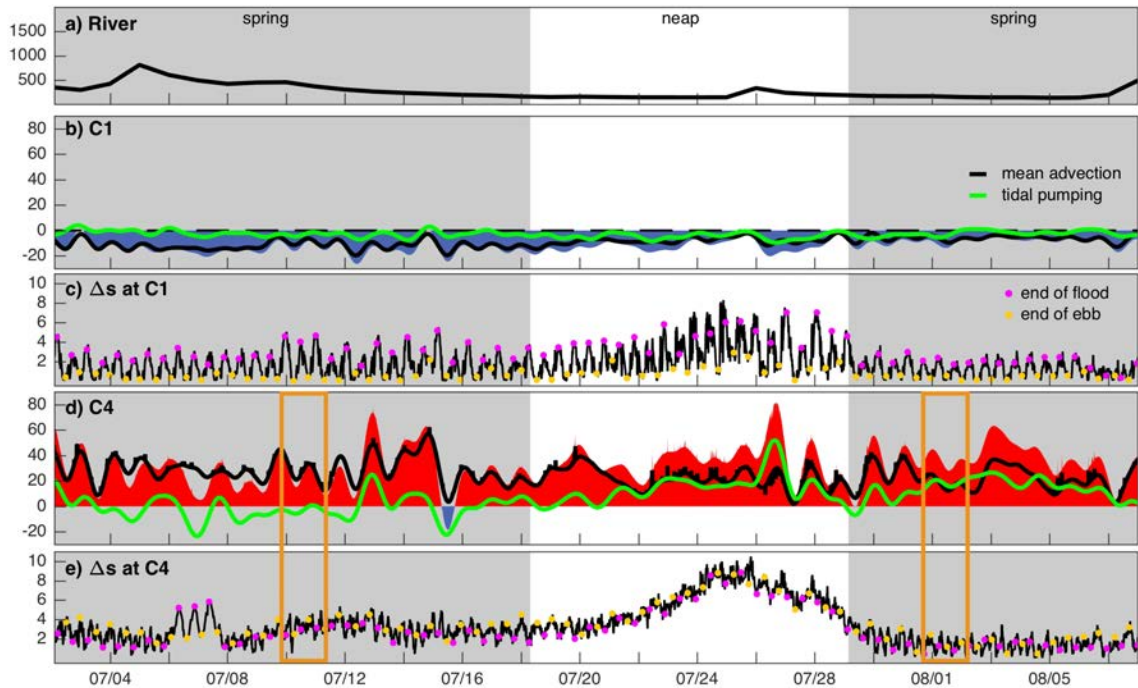 spring neap spring
a) River
1500
1000
500
b) C1
80
60
40
20
0
-20
mean advection
tidal pumping
c) Δs at C1
10
8
6
4
2
end of flood
end of ebb
d) C4
80
60
40
20
0
-20
e) Δs at C4
10
8
6
4
2
07/04 07/08 07/12 07/16 07/20 07/24 07/28 08/01 08/05